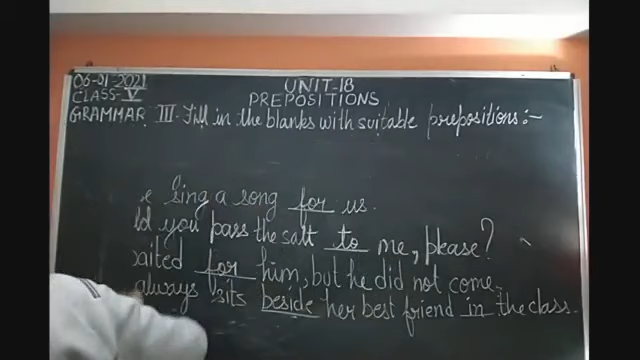 06-21-2021
UNIT-18
CLASS-V
PREPOSITIONS
GRAMMAR III. Fill in the blanks with suitable prepositions:-
sing a song for us.
you pass the salt to me, please?
for him, but he did not come.
always sits beside her best friend in the class.